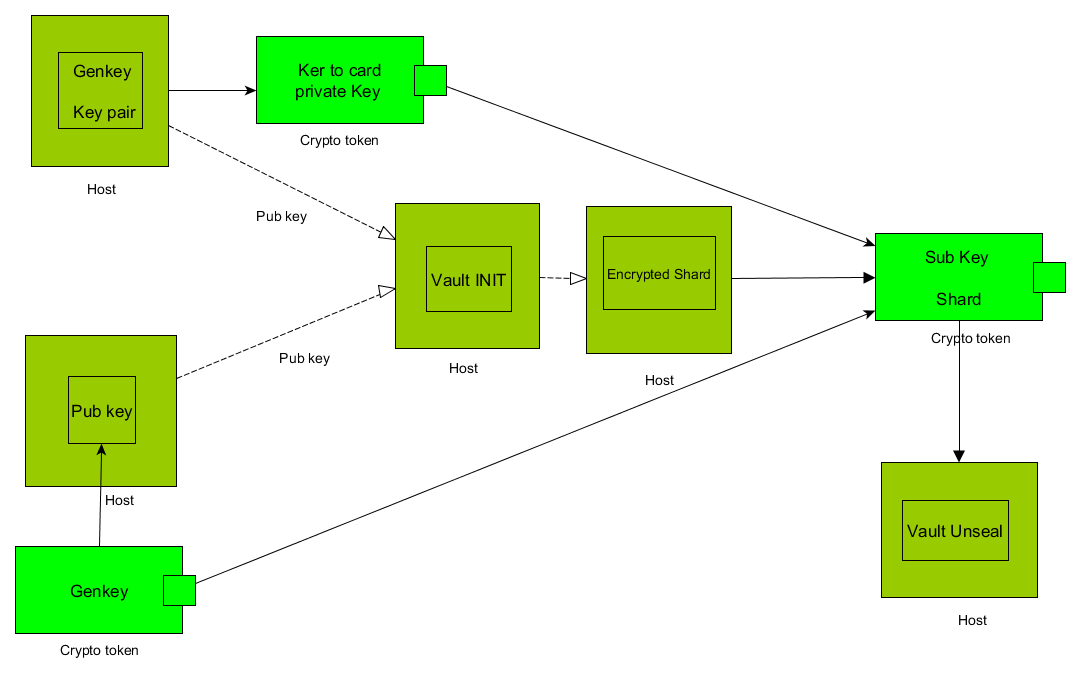 Genkey
Key pair
Host
Ker to card
private Key
Crypto token
Pub key
Vault INIT
Host
Encrypted Shard
Host
Sub Key
Shard
Crypto token
Pub key
Pub key
Host
Genkey
Crypto token
Vault Unseal
Host